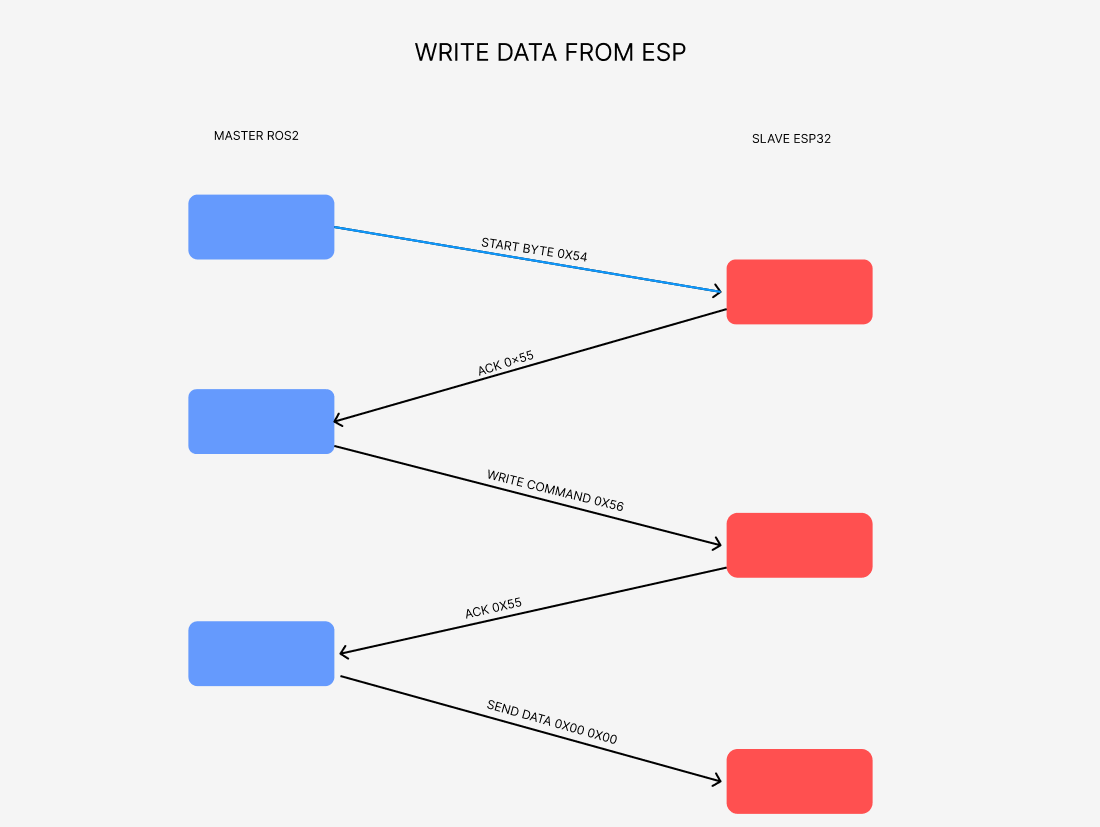 WRITE DATA FROM ESP
MASTER ROS2
SLAVE ESP32
START BYTE 0X54
ACK 0×55
WRITE COMMAND 0X56
ACK 0X55
SEND DATA 0X00 0X00